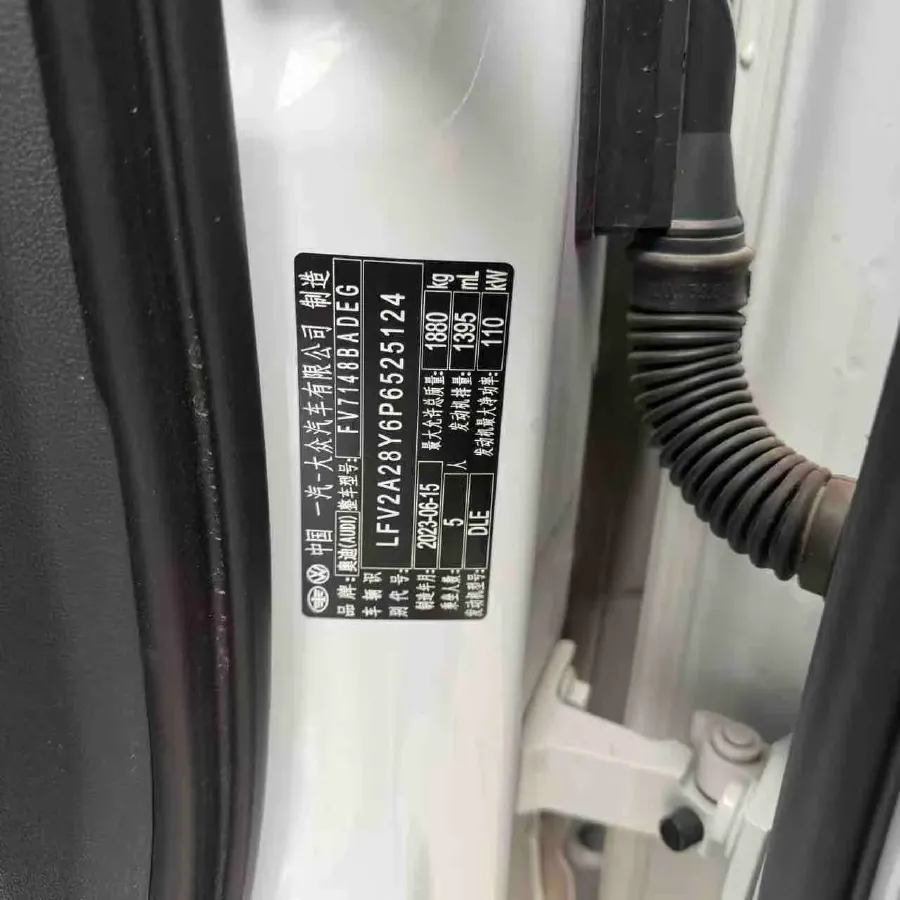 中国 一汽-大众汽车有限公司 制造
品牌: 奥迪(AUDI) 整车型号: FV7148BADEG
车辆识别代号: LFV2A28Y6P6525124
制造年月: 2023-06-15 最大允许总质量: 1880 kg
乘坐人数: 5 人 发动机排量: 1395 mL
发动机型号: DLE 发动机最大净功率: 110 kW